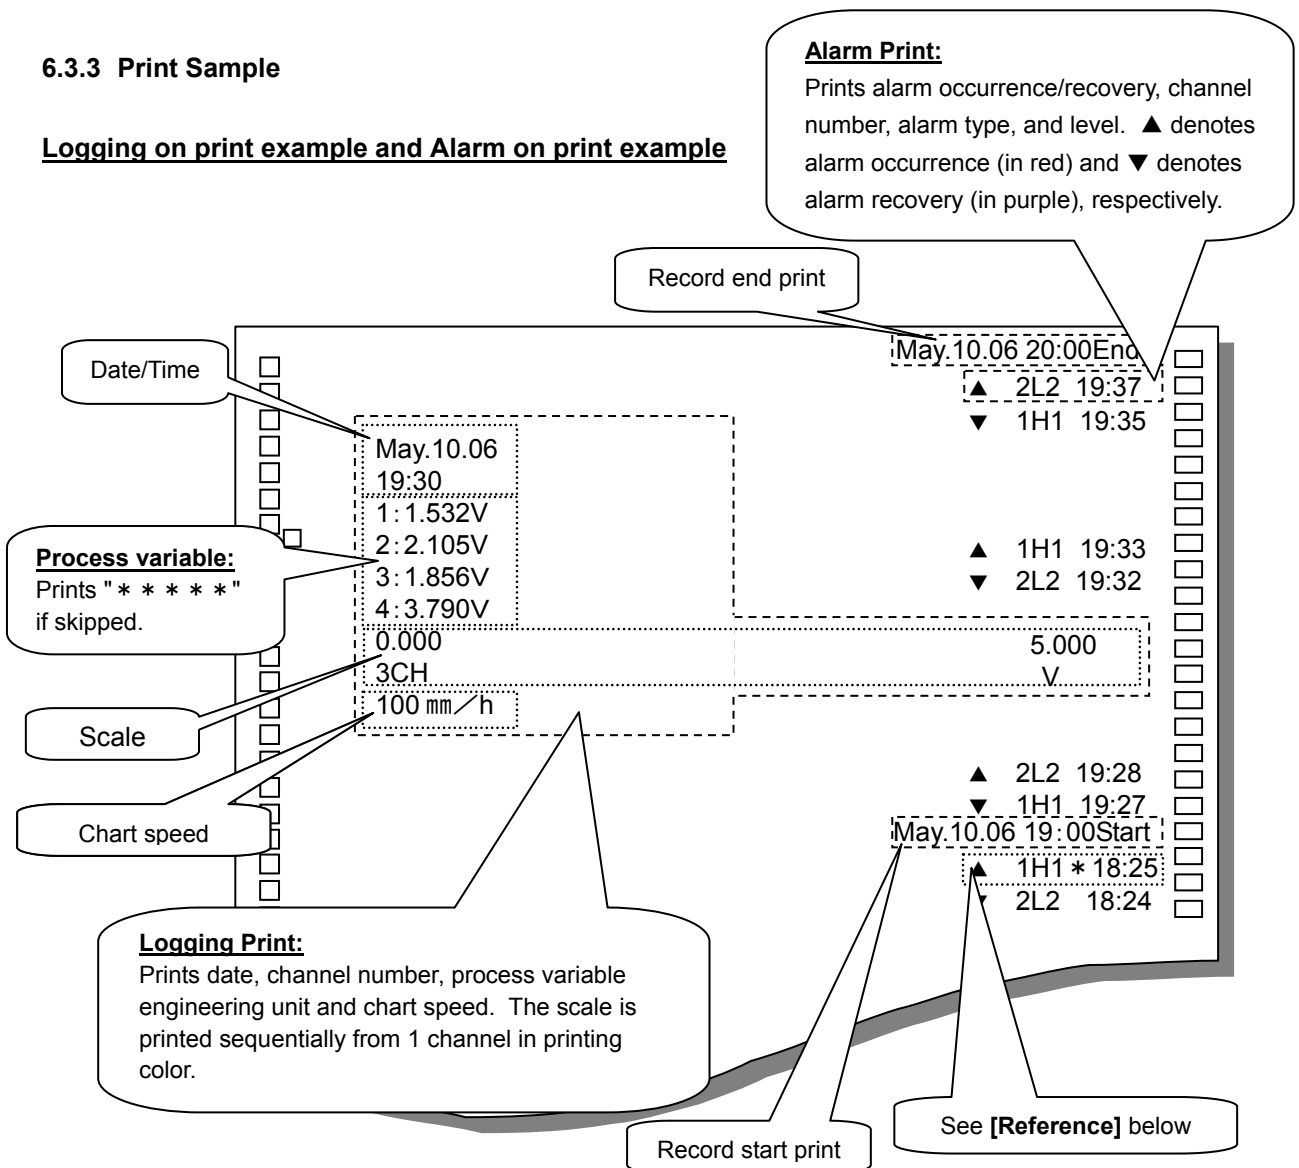 6.3.3 Print Sample
Logging on print example and Alarm on print example
Alarm Print:
Prints alarm occurrence/recovery, channel
number, alarm type, and level. ▲ denotes
alarm occurrence (in red) and ▼ denotes
alarm recovery (in purple), respectively.
Record end print
Date/Time
May.10.06 20:00End
▲ 2L2 19:37
▼ 1H1 19:35
May.10.06
19:30
1:1.532V
2:2.105V
3:1.856V
4:3.790V
Process variable:
Prints "＊＊＊＊＊"
if skipped.
▲ 1H1 19:33
▼ 2L2 19:32
0.000 5.000
3CH V
100 mm/h
Scale
Chart speed
▲ 2L2 19:28
▼ 1H1 19:27
May.10.06 19:00Start
▲ 1H1＊18:25
▼ 2L2 18:24
Logging Print:
Prints date, channel number, process variable
engineering unit and chart speed. The scale is
printed sequentially from 1 channel in printing
color.
See [Reference] below
Record start print